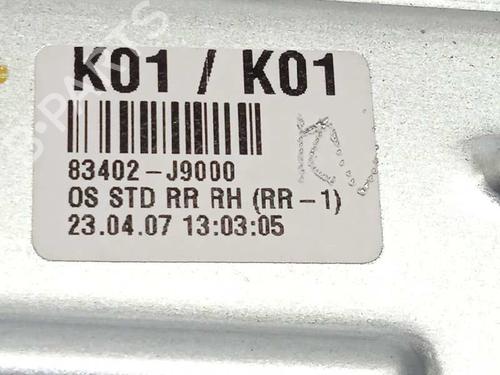 K01 / K01
83402-J9000
OS STD RR RH (RR-1)
23.04.07 13:03:05